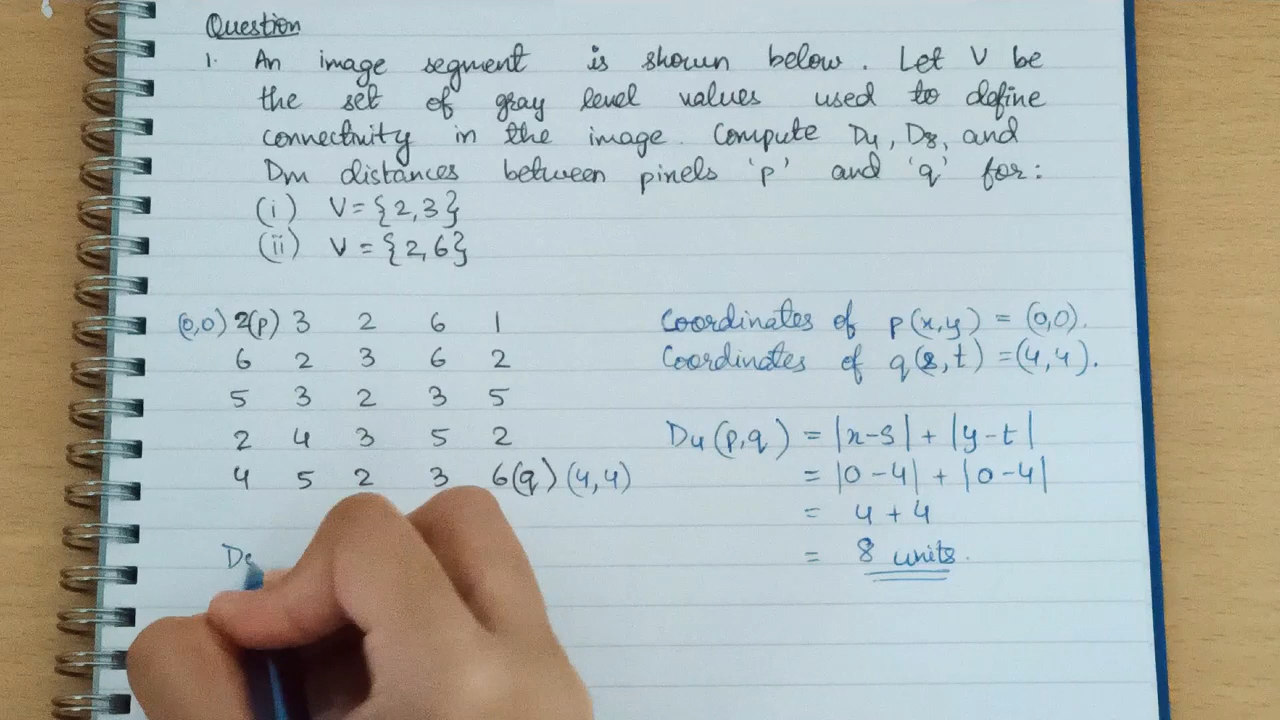 Question
1. An image segment is shown below. Let V be
the set of gray level values used to define
connectivity in the image. Compute D4, D8, and
Dm distances between pixels 'p' and 'q' for:
(i) V = {2,3}
(ii) V = {2,6}
(0,0) 2(p) 3 2 6 1
6 2 3 6 2
5 3 2 3 5
2 4 3 5 2
4 5 2 3 6(q) (4,4)
Coordinates of p(x,y) = (0,0).
Coordinates of q(s,t) = (4,4).
D4(p,q) = |x-s| + |y-t|
= |0-4| + |0-4|
= 4+4
= 8 units.
D8